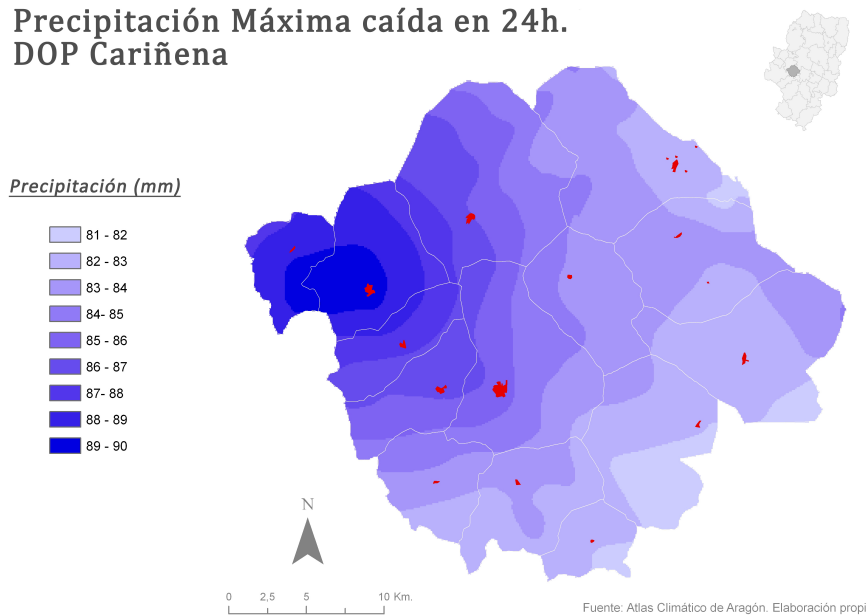 Precipitación Máxima caída en 24h.
DOP Cariñena
Precipitación (mm)
81 - 82
82 - 83
83 - 84
84- 85
85 - 86
86 - 87
87- 88
88 - 89
89 - 90
N
0 2,5 5 10 Km.
Fuente: Atlas Climático de Aragón. Elaboración propi